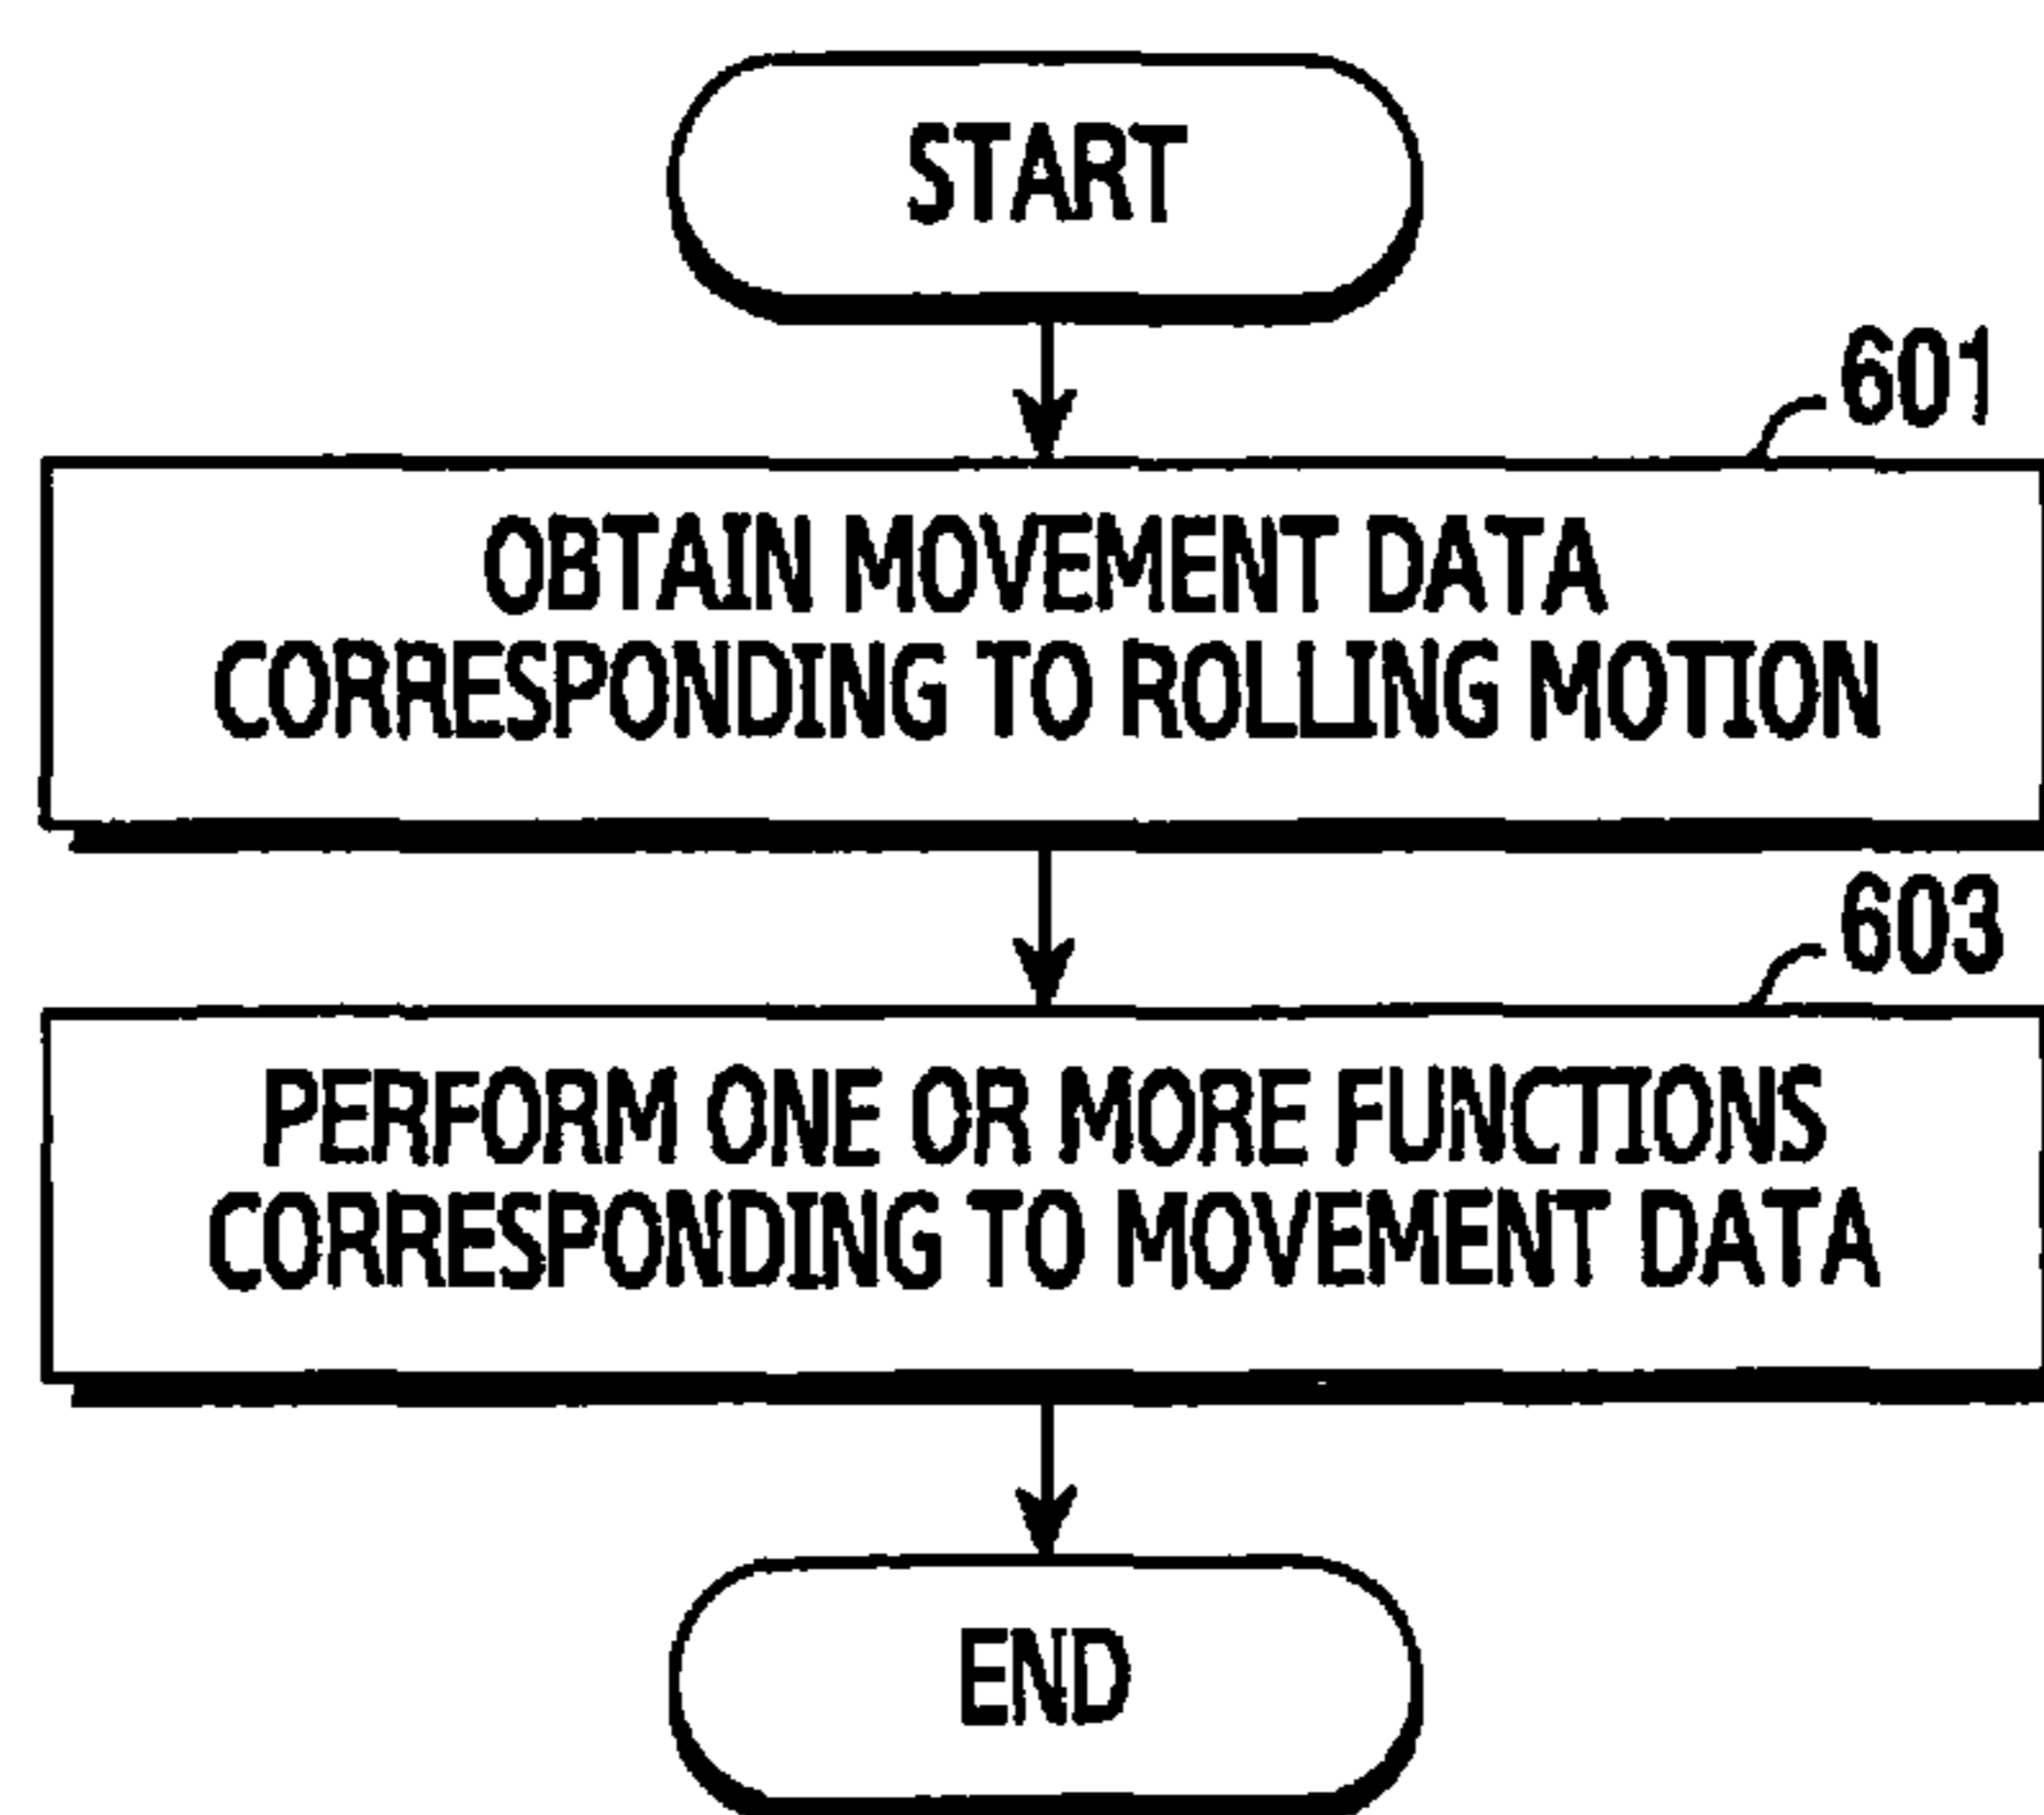 START
601
OBTAIN MOVEMENT DATA
CORRESPONDING TO ROLLING MOTION
603
PERFORM ONE OR MORE FUNCTIONS
CORRESPONDING TO MOVEMENT DATA
END